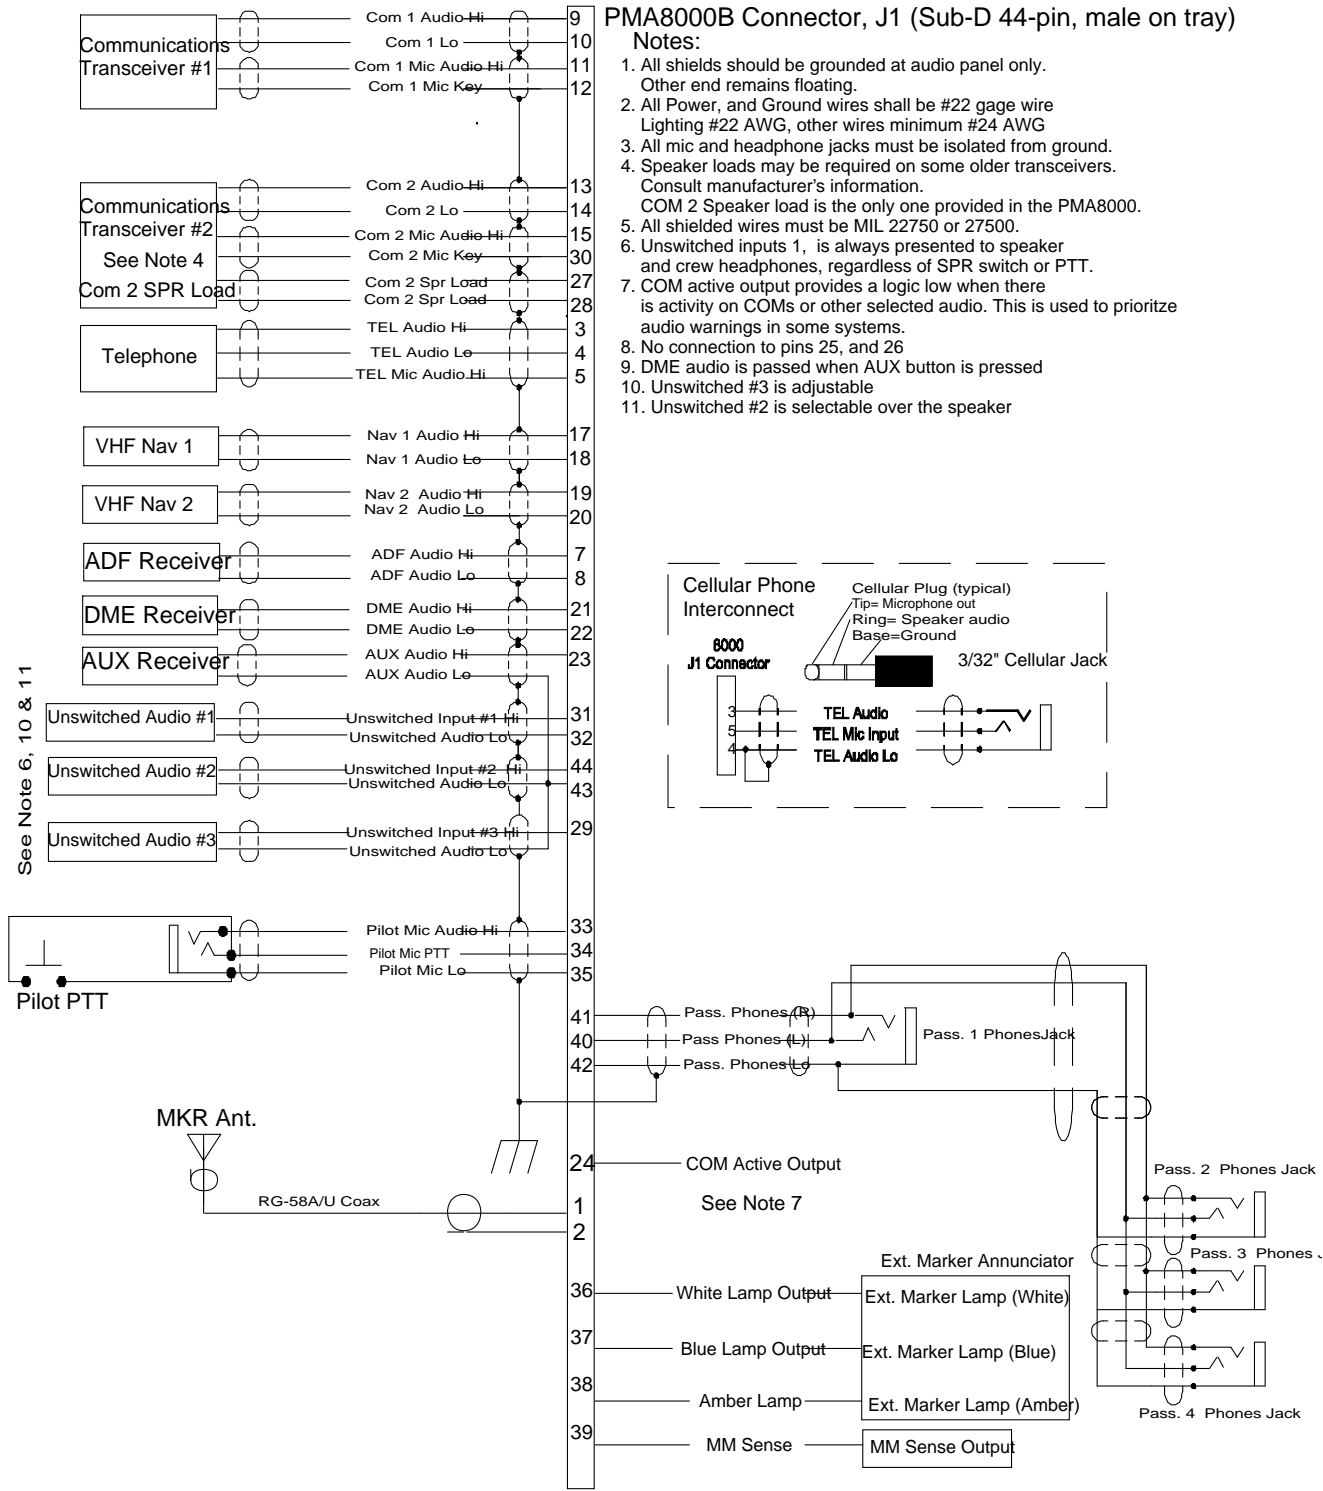 PMA8000B Connector, J1 (Sub-D 44-pin, male on tray)
Notes:
1. All shields should be grounded at audio panel only.
Other end remains floating.
2. All Power, and Ground wires shall be #22 gage wire
Lighting #22 AWG, other wires minimum #24 AWG
3. All mic and headphone jacks must be isolated from ground.
4. Speaker loads may be required on some older transceivers.
Consult manufacturer's information.
COM 2 Speaker load is the only one provided in the PMA8000.
5. All shielded wires must be MIL 22750 or 27500.
6. Unswitched inputs 1, is always presented to speaker
and crew headphones, regardless of SPR switch or PTT.
7. COM active output provides a logic low when there
is activity on COMs or other selected audio. This is used to prioritze
audio warnings in some systems.
8. No connection to pins 25, and 26
9. DME audio is passed when AUX button is pressed
10. Unswitched #3 is adjustable
11. Unswitched #2 is selectable over the speaker
Communications
Transceiver #1
Com 1 Audio Hi 9
Com 1 Lo 10
Com 1 Mic Audio Hi 11
Com 1 Mic Key 12
Communications
Transceiver #2
See Note 4
Com 2 SPR Load
Com 2 Audio Hi 13
Com 2 Lo 14
Com 2 Mic Audio Hi 15
Com 2 Mic Key 30
Com 2 Spr Load 27
Com 2 Spr Load 28
Telephone
TEL Audio Hi 3
TEL Audio Lo 4
TEL Mic Audio Hi 5
VHF Nav 1
Nav 1 Audio Hi 17
Nav 1 Audio Lo 18
VHF Nav 2
Nav 2 Audio Hi 19
Nav 2 Audio Lo 20
ADF Receiver
ADF Audio Hi 7
ADF Audio Lo 8
DME Receiver
DME Audio Hi 21
DME Audio Lo 22
AUX Receiver
AUX Audio Hi 23
AUX Audio Lo
See Note 6, 10 & 11
Unswitched Audio #1
Unswitched Input #1 Hi 31
Unswitched Audio Lo 32
Unswitched Audio #2
Unswitched Input #2 Hi 44
Unswitched Audio Lo 43
Unswitched Audio #3
Unswitched Input #3 Hi 29
Unswitched Audio Lo
Cellular Phone
Interconnect
Cellular Plug (typical)
Tip= Microphone out
Ring= Speaker audio
Base=Ground
8000
J1 Connector
3/32" Cellular Jack
3 TEL Audio
5 TEL Mic Input
4 TEL Audio Lo
Pilot PTT
Pilot Mic Audio Hi 33
Pilot Mic PTT 34
Pilot Mic Lo 35
41 Pass. Phones (R)
40 Pass Phones (L)
42 Pass. Phones Lo
Pass. 1 PhonesJack
MKR Ant.
RG-58A/U Coax
24 COM Active Output
See Note 7
1
2
Pass. 2 Phones Jack
Pass. 3 Phones J
Pass. 4 Phones Jack
Ext. Marker Annunciator
36 White Lamp Output Ext. Marker Lamp (White)
37 Blue Lamp Output Ext. Marker Lamp (Blue)
38 Amber Lamp Ext. Marker Lamp (Amber)
39 MM Sense MM Sense Output